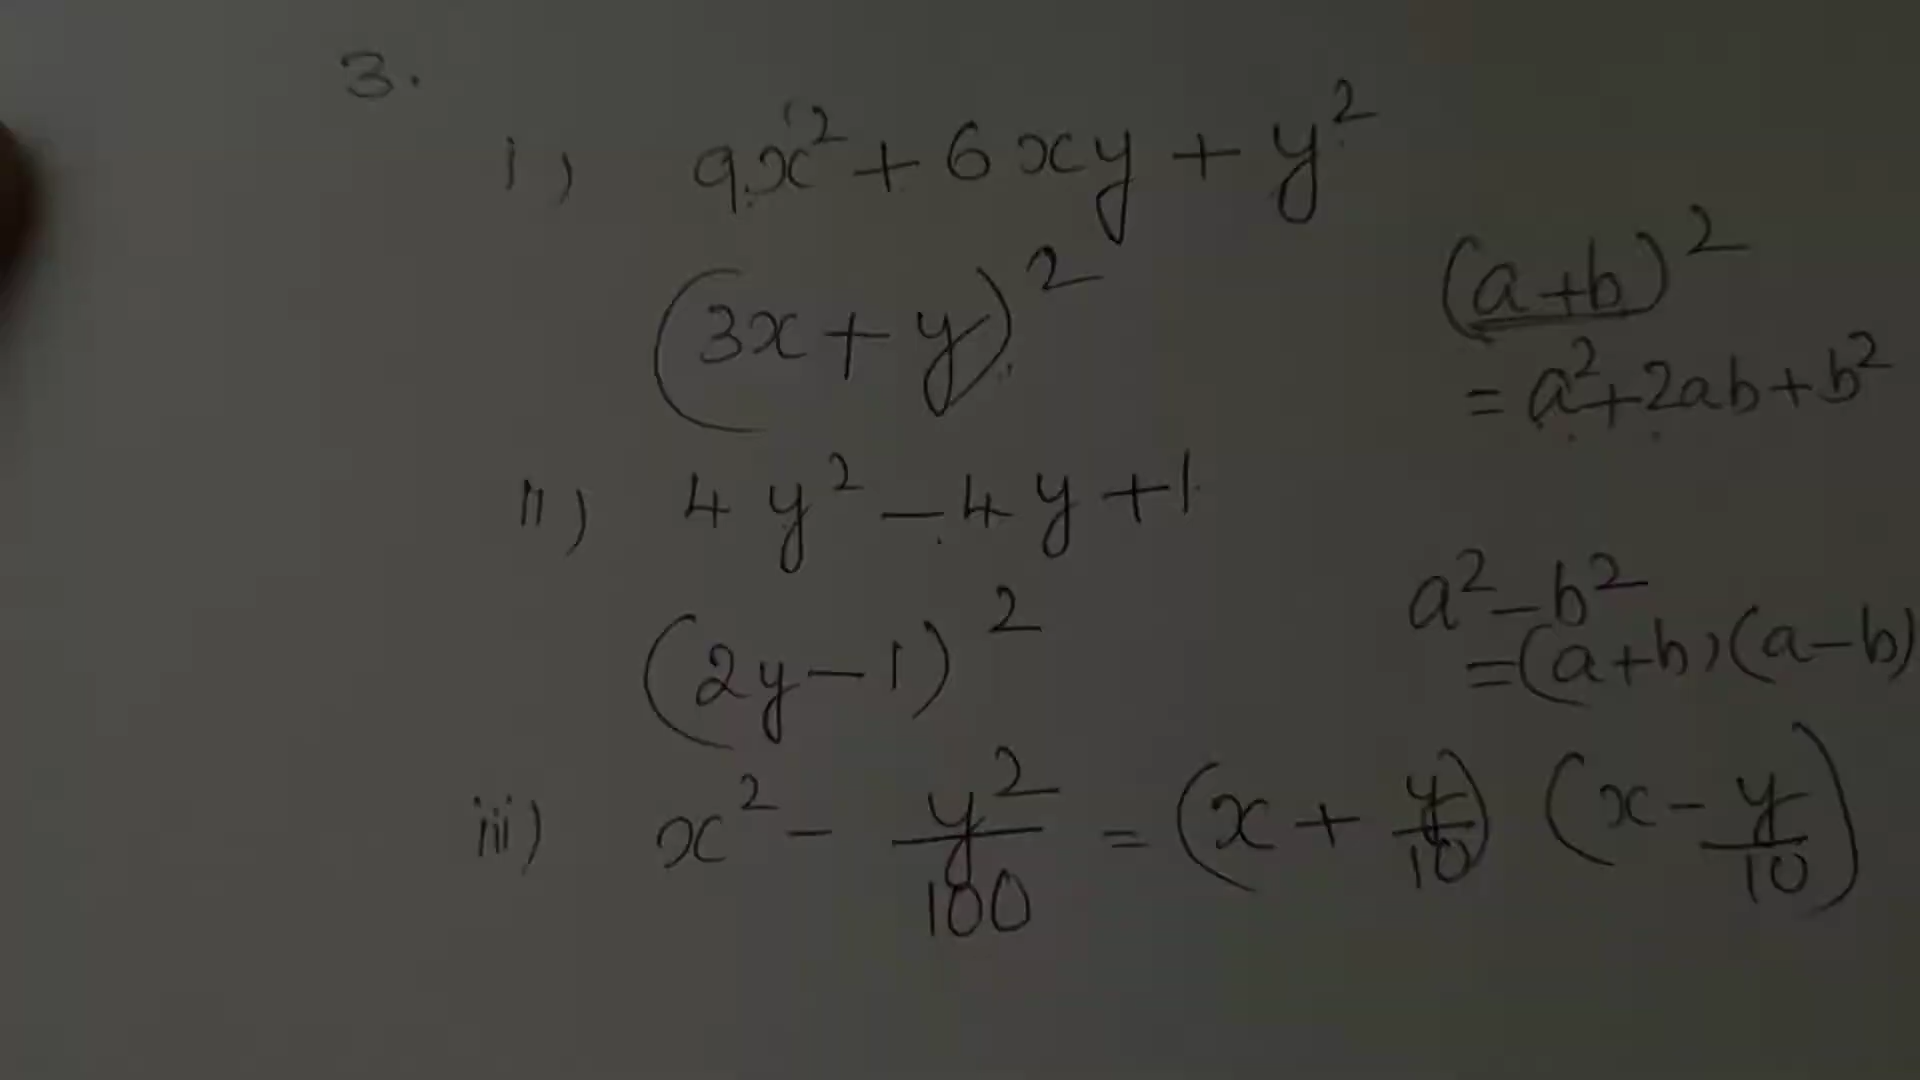 3.
i) 9x² + 6xy + y²
(3x + y)²
(a+b)²
= a²+2ab+b²
ii) 4y² – 4y + 1
(2y – 1)²
a² – b²
= (a+b)(a–b)
iii) x² – y²/100 = (x + y/10) (x – y/10)